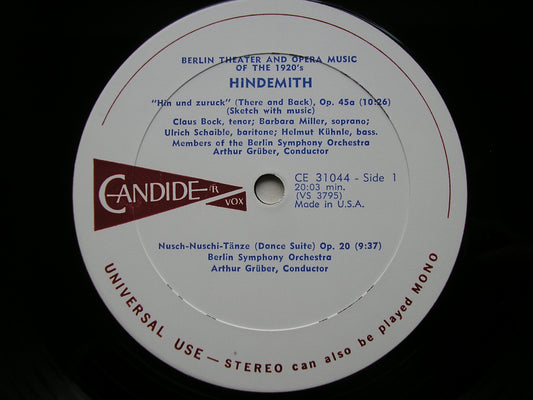 BERLIN THEATER AND OPERA MUSIC
OF THE 1920's
HINDEMITH
"Hin und zuruck" (There and Back), Op. 45a (10:26)
(Sketch with music)
Claus Bock, tenor; Barbara Miller, soprano;
Ulrich Schaible, baritone; Helmut Kühnle, bass.
Members of the Berlin Symphony Orchestra
Arthur Grüber, Conductor
CANDIDE /R
VOX
CE 31044 - Side 1
20:03 min.
(VS 3795)
Made in U.S.A.
Nusch-Nuschi-Tänze (Dance Suite) Op. 20 (9:37)
Berlin Symphony Orchestra
Arthur Grüber, Conductor
UNIVERSAL USE — STEREO can also be played MONO